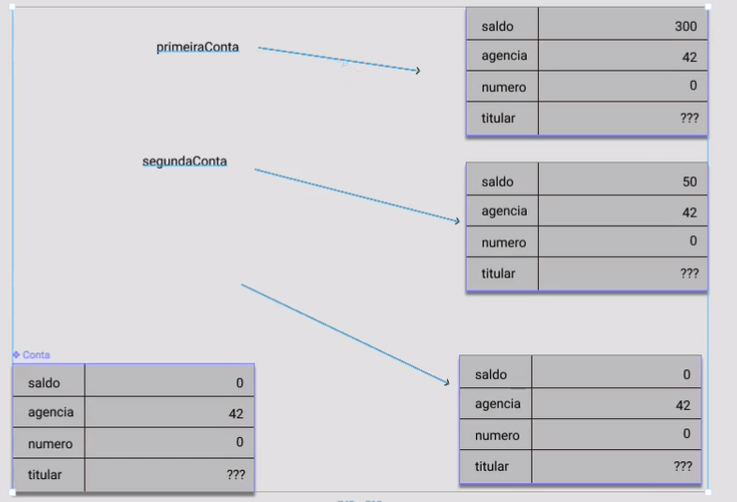 primeiraConta
saldo 300
agencia 42
numero 0
titular ???
segundaConta
saldo 50
agencia 42
numero 0
titular ???
Conta
saldo 0
agencia 42
numero 0
titular ???
saldo 0
agencia 42
numero 0
titular ???